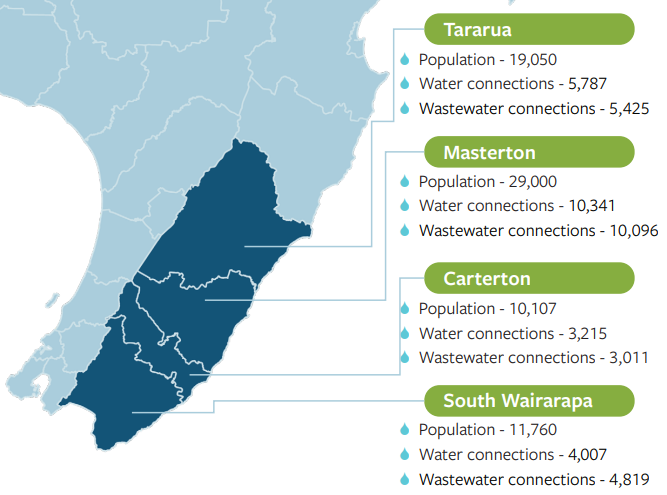 Tararua
Population - 19,050
Water connections - 5,787
Wastewater connections - 5,425
Masterton
Population - 29,000
Water connections - 10,341
Wastewater connections - 10,096
Carterton
Population - 10,107
Water connections - 3,215
Wastewater connections - 3,011
South Wairarapa
Population - 11,760
Water connections - 4,007
Wastewater connections - 4,819